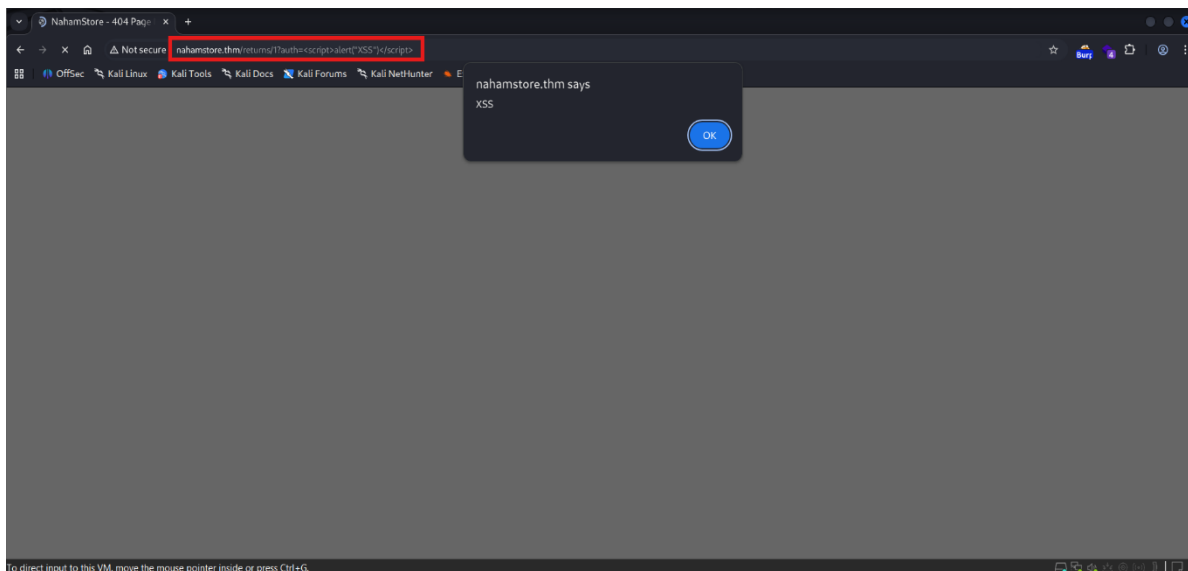 NahamStore - 404 Page
Not secure nahamstore.thm/returns/1?auth=<script>alert("XSS")</script>
Burp
4
OffSec Kali Linux Kali Tools Kali Docs Kali Forums Kali NetHunter E
nahamstore.thm says
XSS
OK
To direct input to this VM, move the mouse pointer inside or press Ctrl+G.